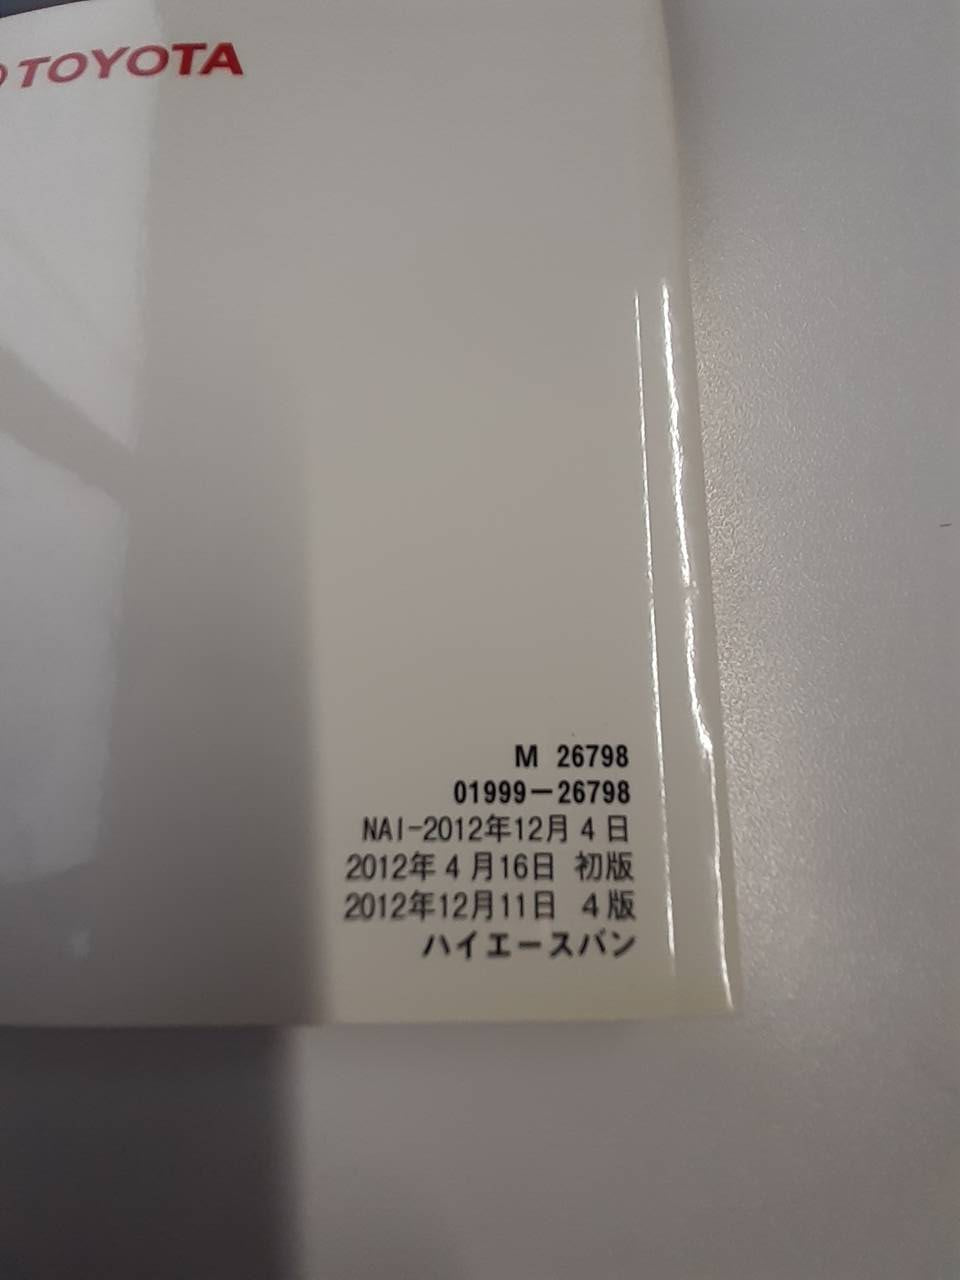 TOYOTA
M 26798
01999-26798
NAI-2012年12月4日
2012年4月16日 初版
2012年12月11日 4版
ハイエースバン